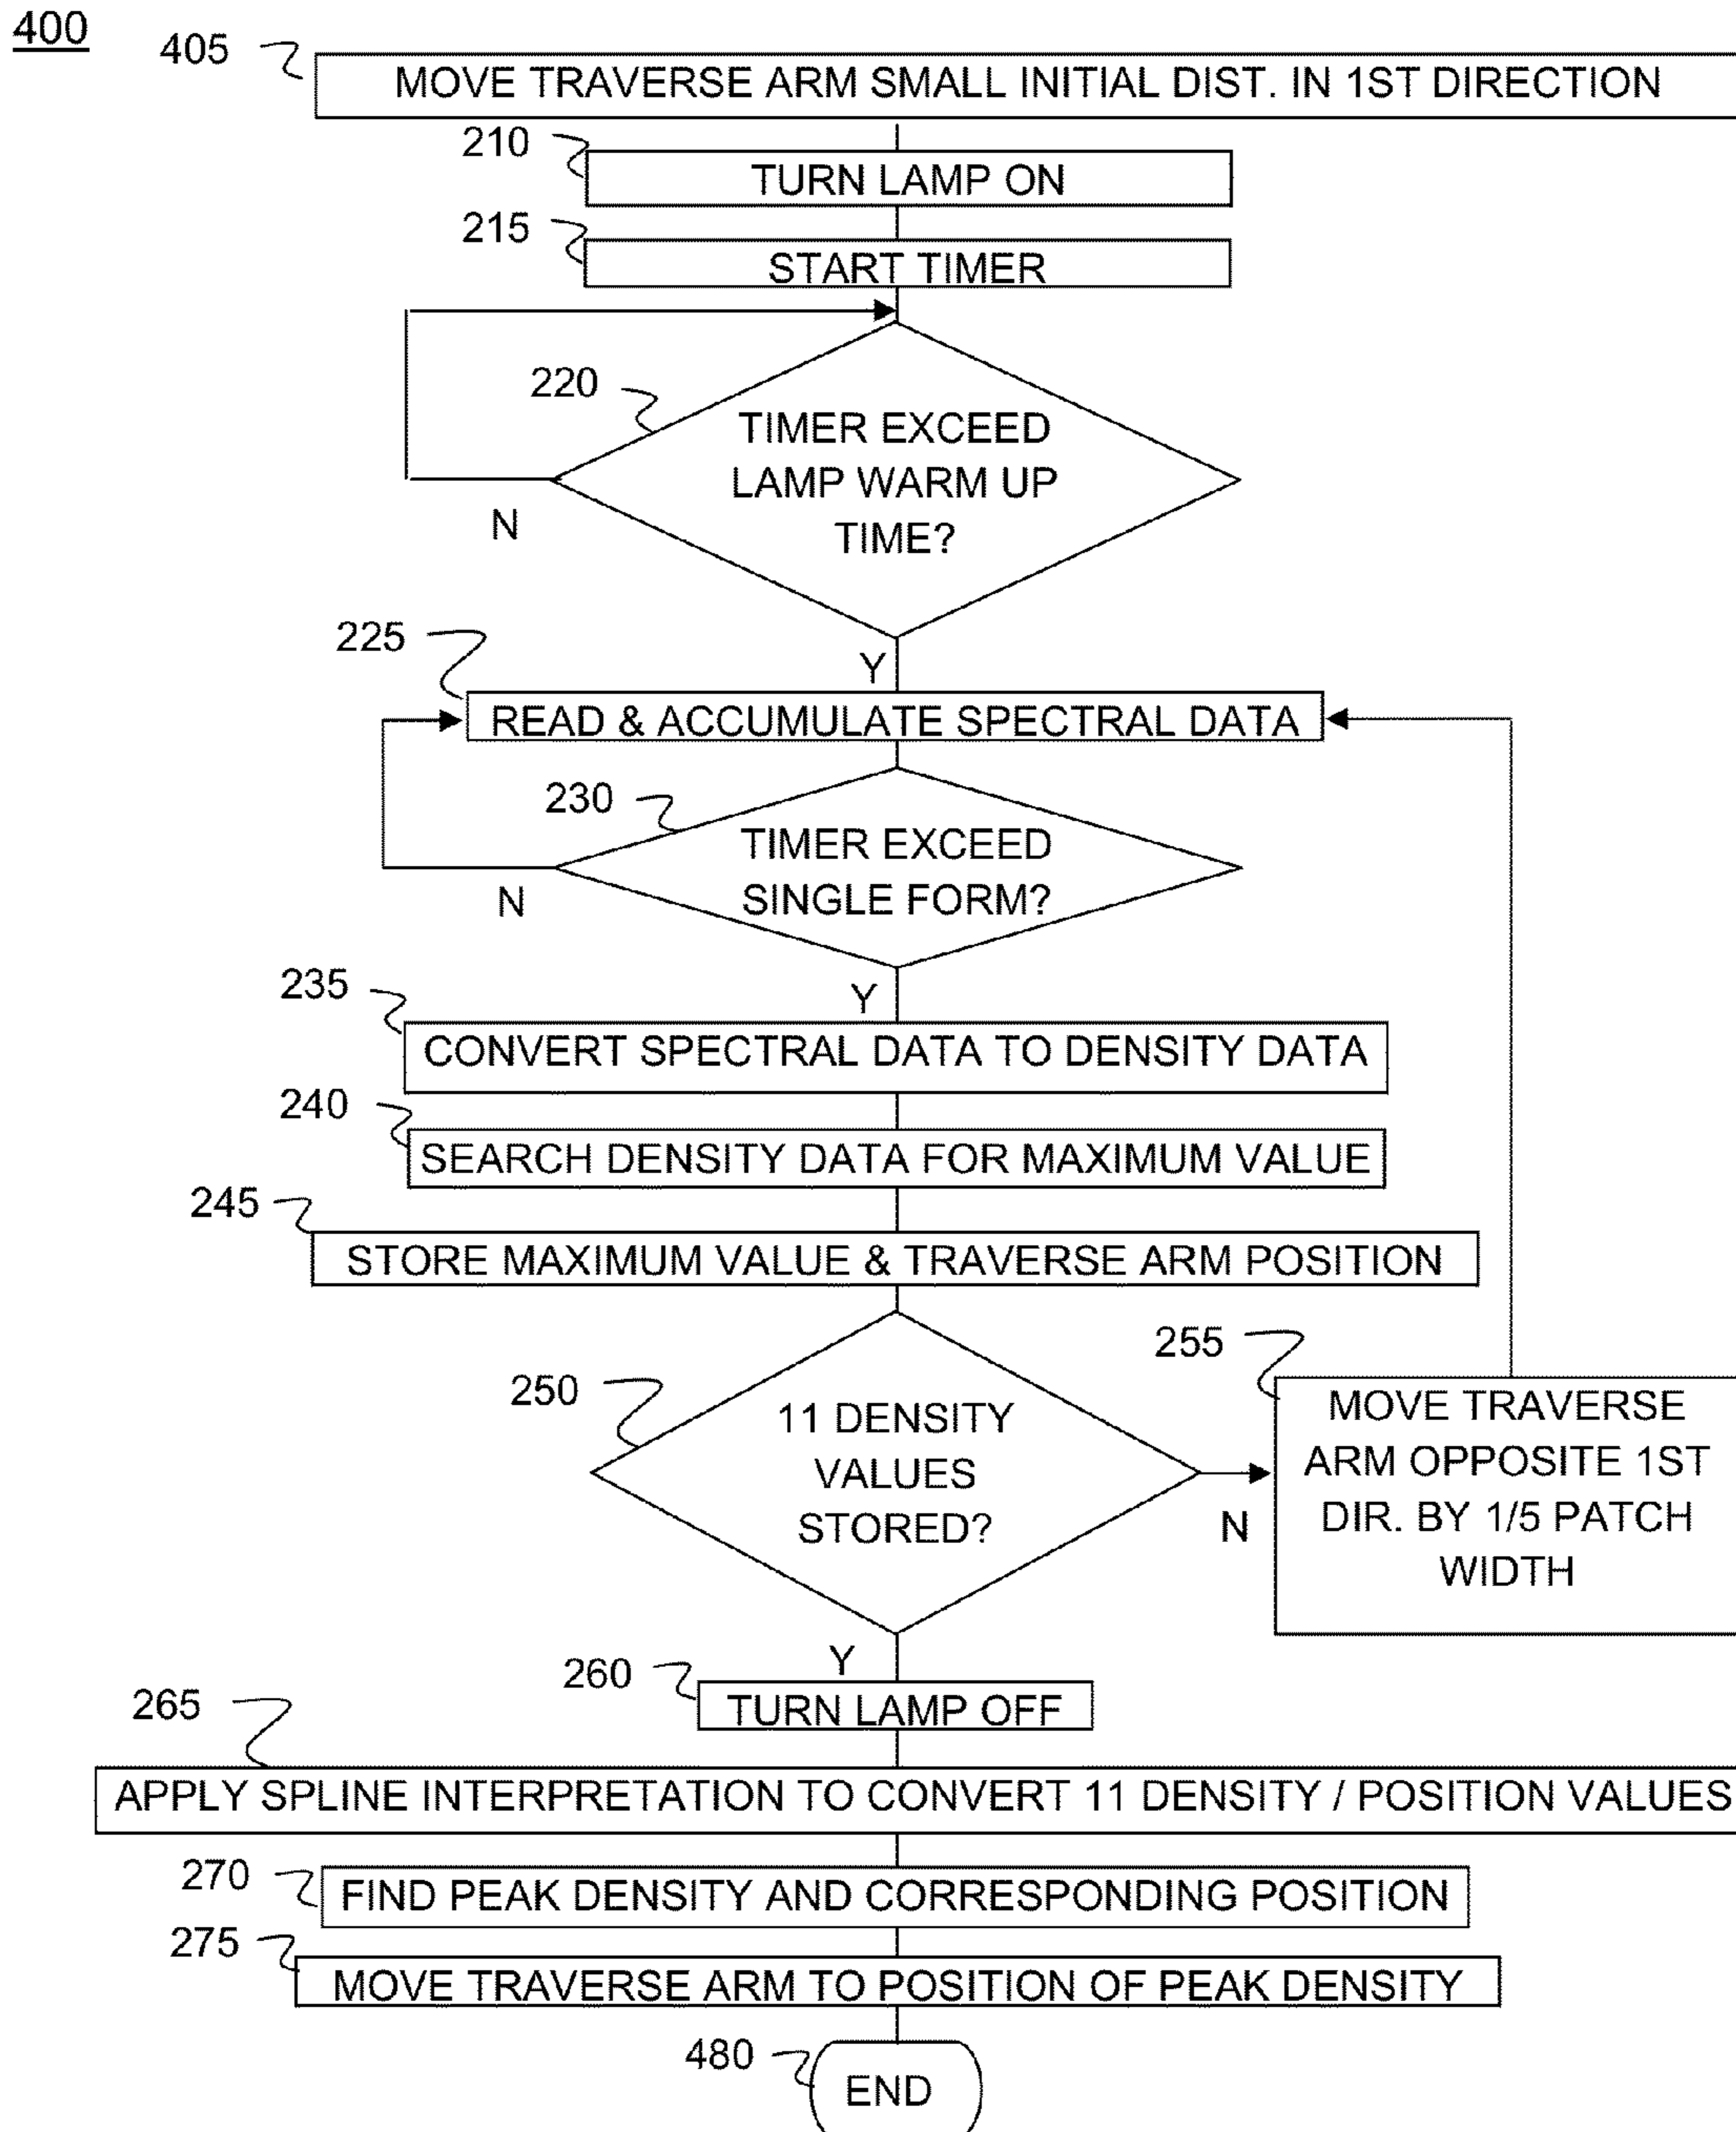 400
405
MOVE TRAVERSE ARM SMALL INITIAL DIST. IN 1ST DIRECTION
210
TURN LAMP ON
215
START TIMER
220
TIMER EXCEED
LAMP WARM UP
TIME?
N
Y
225
READ & ACCUMULATE SPECTRAL DATA
230
TIMER EXCEED
SINGLE FORM?
N
Y
235
CONVERT SPECTRAL DATA TO DENSITY DATA
240
SEARCH DENSITY DATA FOR MAXIMUM VALUE
245
STORE MAXIMUM VALUE & TRAVERSE ARM POSITION
250
11 DENSITY
VALUES
STORED?
N
255
MOVE TRAVERSE
ARM OPPOSITE 1ST
DIR. BY 1/5 PATCH
WIDTH
Y
260
TURN LAMP OFF
265
APPLY SPLINE INTERPRETATION TO CONVERT 11 DENSITY / POSITION VALUES
270
FIND PEAK DENSITY AND CORRESPONDING POSITION
275
MOVE TRAVERSE ARM TO POSITION OF PEAK DENSITY
480
END